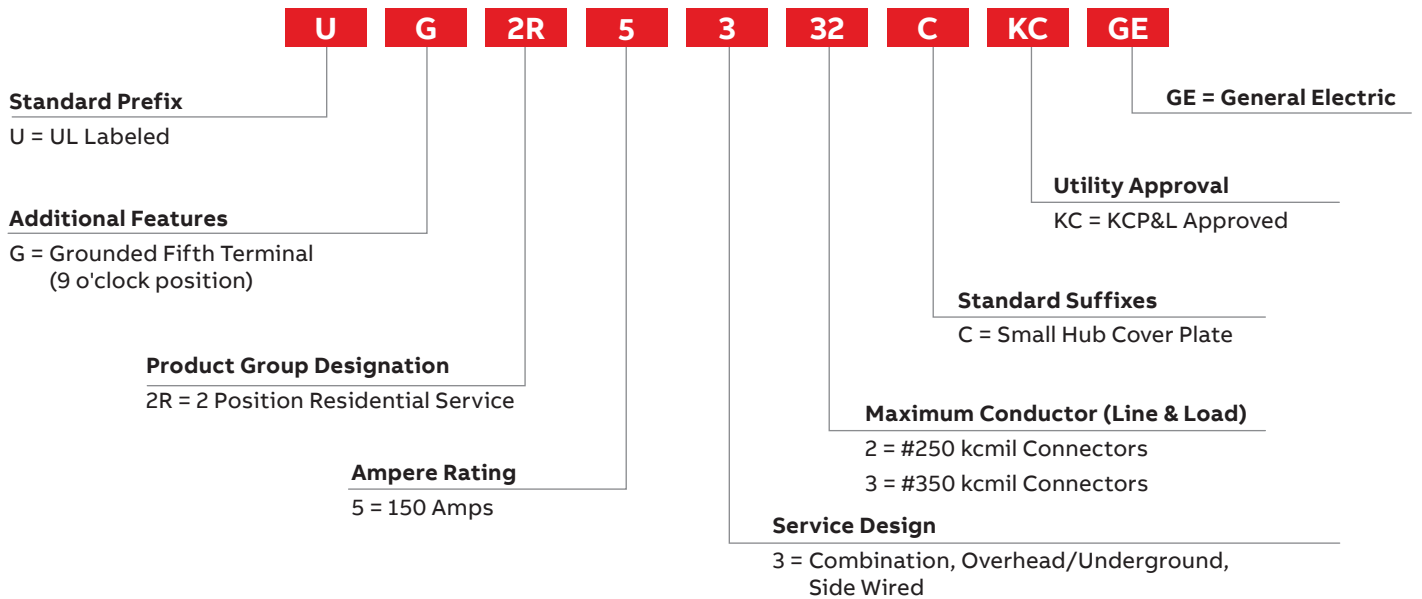 U G 2R 5 3 32 C KC GE
Standard Prefix
U = UL Labeled
GE = General Electric
Additional Features
G = Grounded Fifth Terminal
(9 o'clock position)
Utility Approval
KC = KCP&L Approved
Standard Suffixes
C = Small Hub Cover Plate
Product Group Designation
2R = 2 Position Residential Service
Maximum Conductor (Line & Load)
2 = #250 kcmil Connectors
3 = #350 kcmil Connectors
Ampere Rating
5 = 150 Amps
Service Design
3 = Combination, Overhead/Underground,
Side Wired